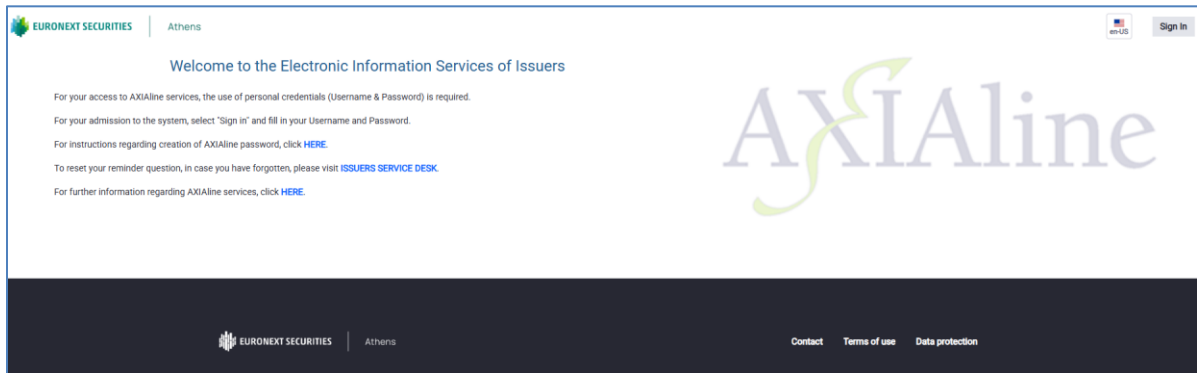 EURONEXT SECURITIES Athens en-US Sign In
Welcome to the Electronic Information Services of Issuers
For your access to AXIAline services, the use of personal credentials (Username & Password) is required.
For your admission to the system, select "Sign in" and fill in your Username and Password.
For instructions regarding creation of AXIAline password, click HERE.
To reset your reminder question, in case you have forgotten, please visit ISSUERS SERVICE DESK.
For further information regarding AXIAline services, click HERE.
AXIAline
EURONEXT SECURITIES Athens Contact Terms of use Data protection